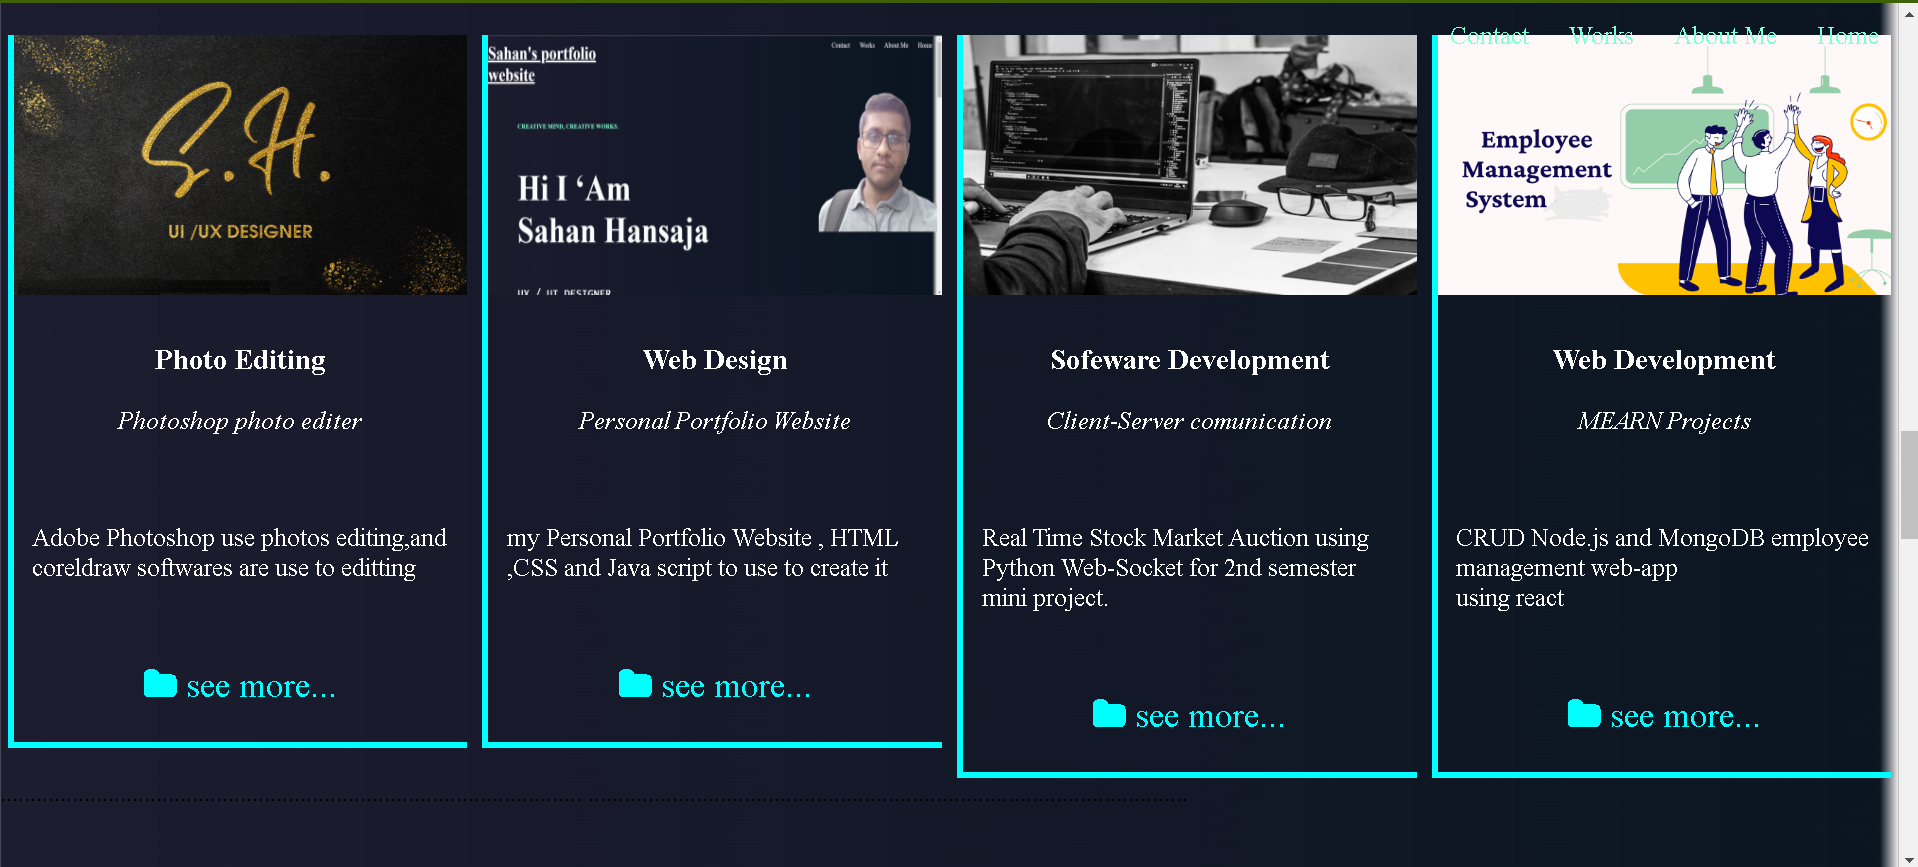 Contact Works About Me Home
S.H.
UI /UX DESIGNER
Sahan's portfolio
website
Contact Works About Me Home
CREATIVE MIND, CREATIVE WORKS.
Hi I ‘Am
Sahan Hansaja
UX / UI DESIGNER
Employee
Management
System
Photo Editing
Photoshop photo editer
Adobe Photoshop use photos editing,and
coreldraw softwares are use to editting
see more...
Web Design
Personal Portfolio Website
my Personal Portfolio Website , HTML
,CSS and Java script to use to create it
see more...
Sofeware Development
Client-Server comunication
Real Time Stock Market Auction using
Python Web-Socket for 2nd semester
mini project.
see more...
Web Development
MEARN Projects
CRUD Node.js and MongoDB employee
management web-app
using react
see more...